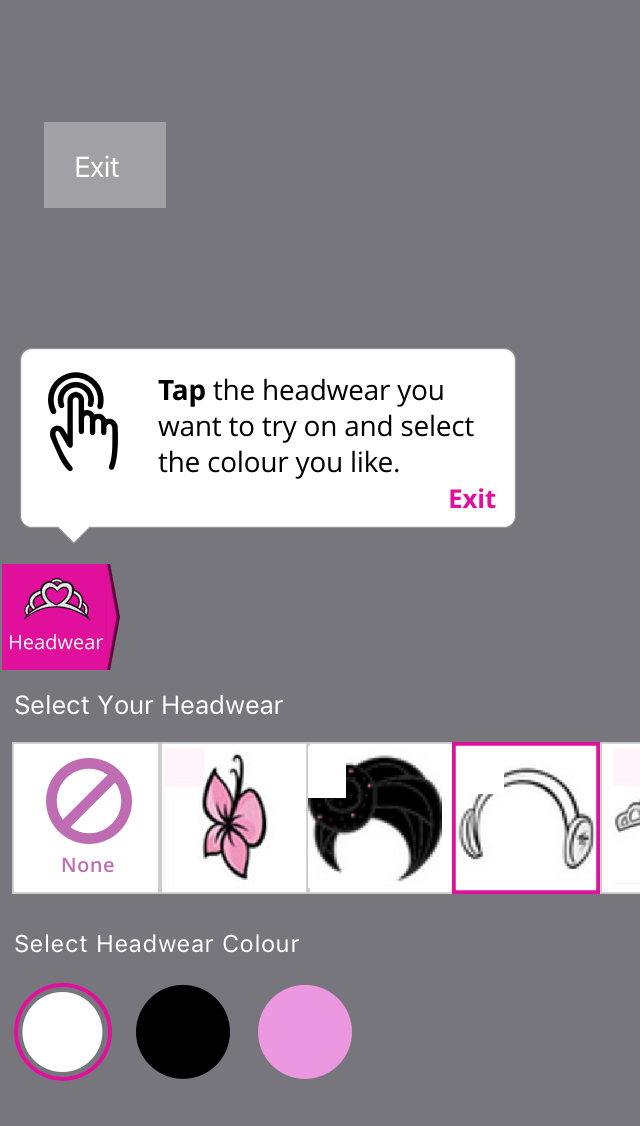 Exit
Tap the headwear you
want to try on and select
the colour you like.
Exit
Headwear
Select Your Headwear
None
Select Headwear Colour